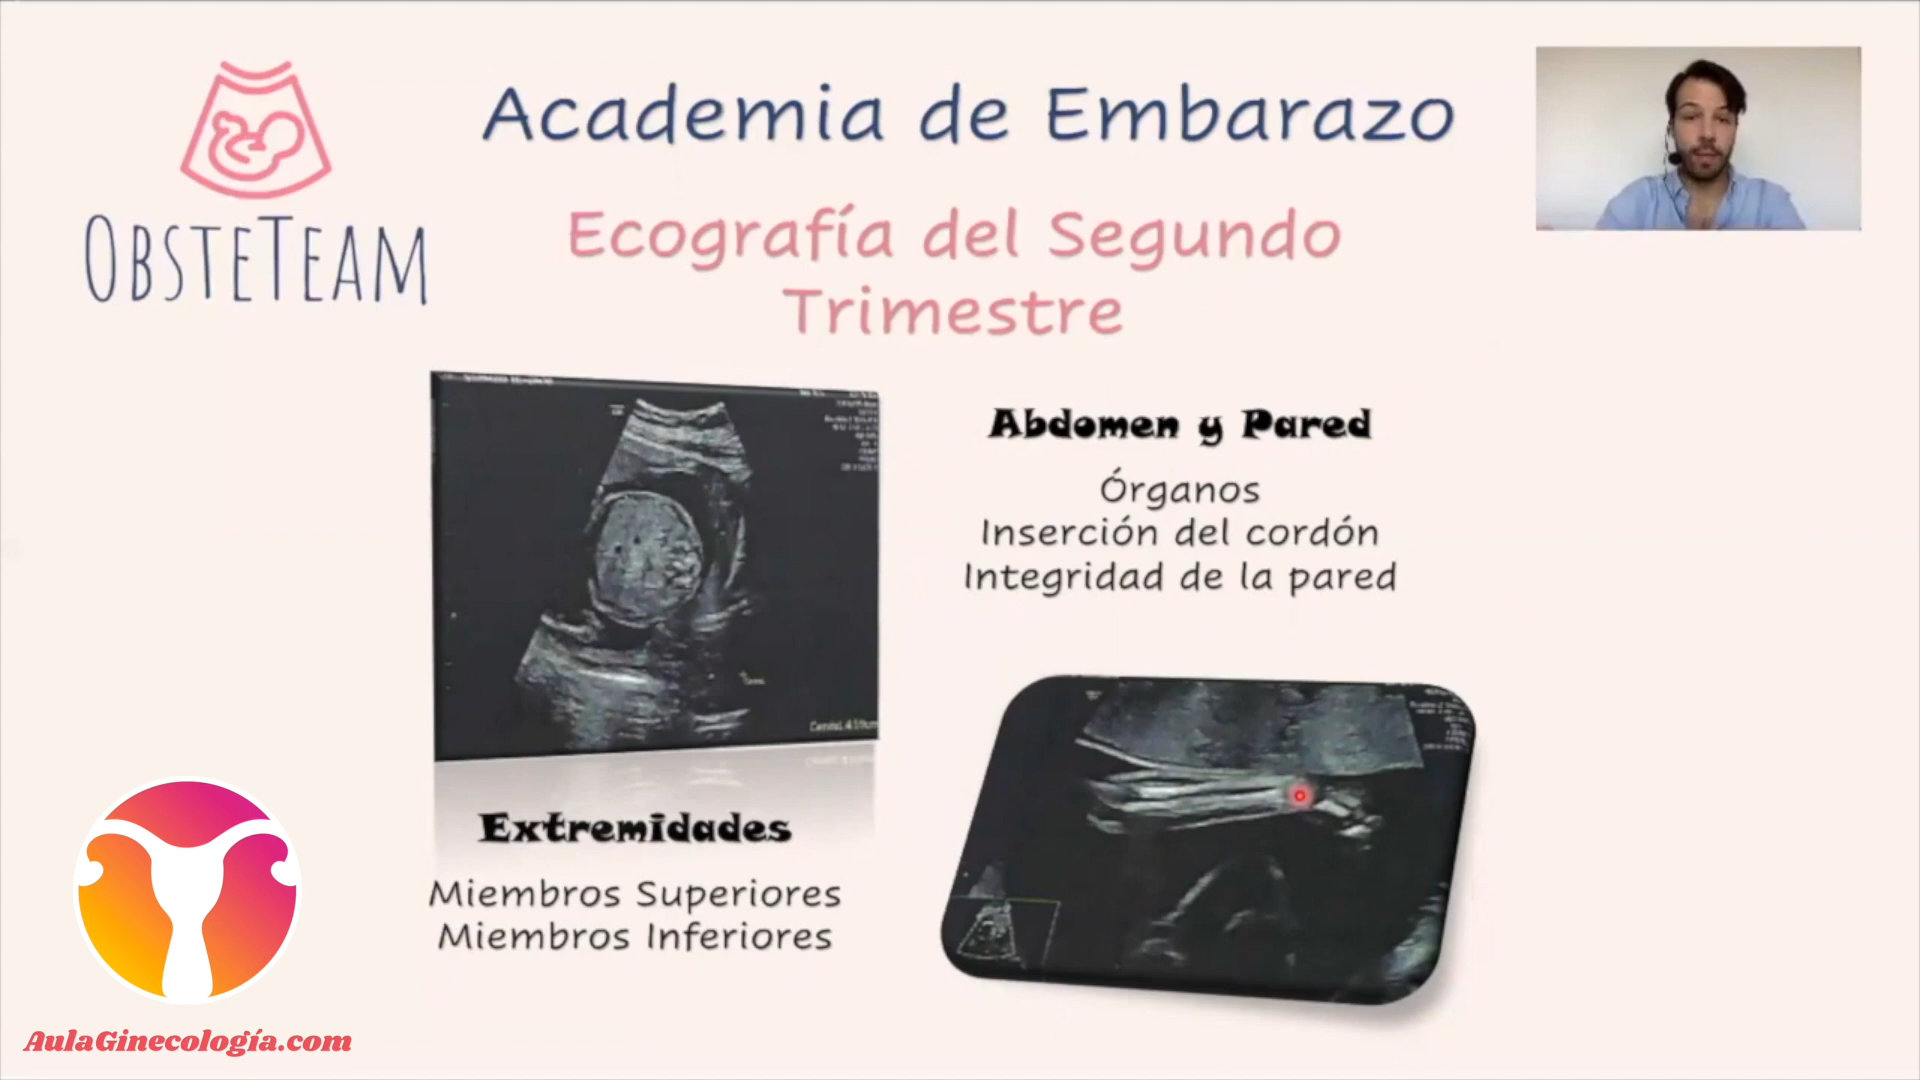 Academia de Embarazo
OBSTETEAM
Ecografía del Segundo
Trimestre
Abdomen y Pared
Órganos
Inserción del cordón
Integridad de la pared
Extremidades
Miembros Superiores
Miembros Inferiores
AulaGinecología.com